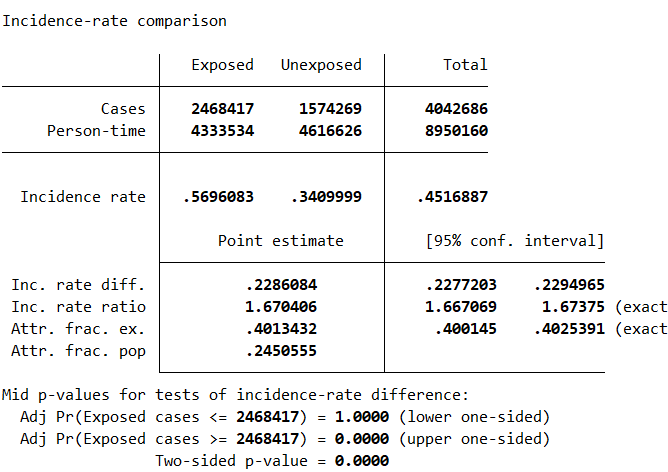 Incidence-rate comparison
Exposed Unexposed Total
Cases 2468417 1574269 4042686
Person-time 4333534 4616626 8950160
Incidence rate .5696083 .3409999 .4516887
Point estimate [95% conf. interval]
Inc. rate diff. .2286084 .2277203 .2294965
Inc. rate ratio 1.670406 1.667069 1.67375 (exact
Attr. frac. ex. .4013432 .400145 .4025391 (exact
Attr. frac. pop .2450555
Mid p-values for tests of incidence-rate difference:
Adj Pr(Exposed cases <= 2468417) = 1.0000 (lower one-sided)
Adj Pr(Exposed cases >= 2468417) = 0.0000 (upper one-sided)
Two-sided p-value = 0.0000